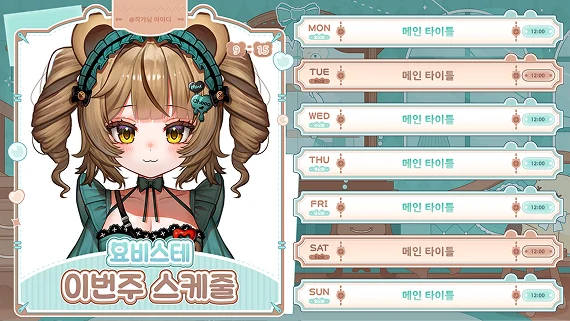 @작가님 아이디
9 - 15
요비스테
이번주 스케줄
MON
메인 타이틀
12:00
TUE
메인 타이틀
12:00
WED
메인 타이틀
12:00
THU
메인 타이틀
12:00
FRI
메인 타이틀
12:00
SAT
메인 타이틀
12:00
SUN
메인 타이틀
12:00